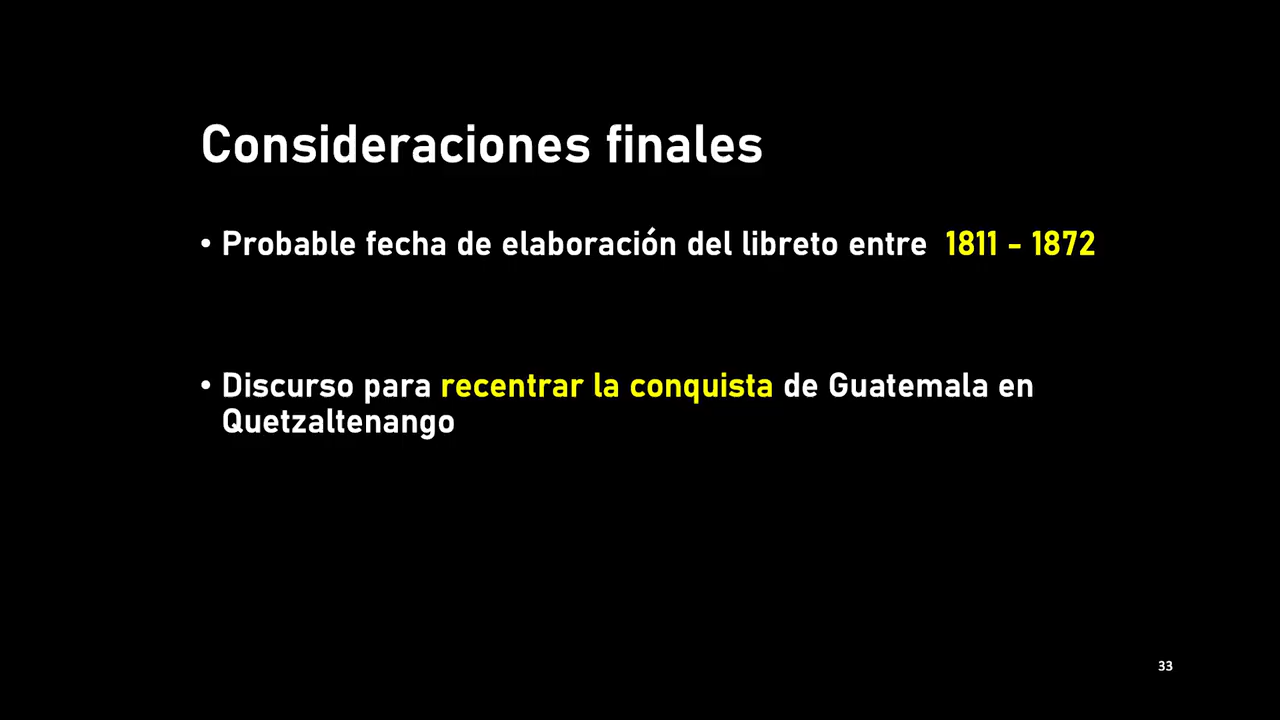 Consideraciones finales
• Probable fecha de elaboración del libreto entre 1811 - 1872
• Discurso para recentrar la conquista de Guatemala en
Quetzaltenango
33